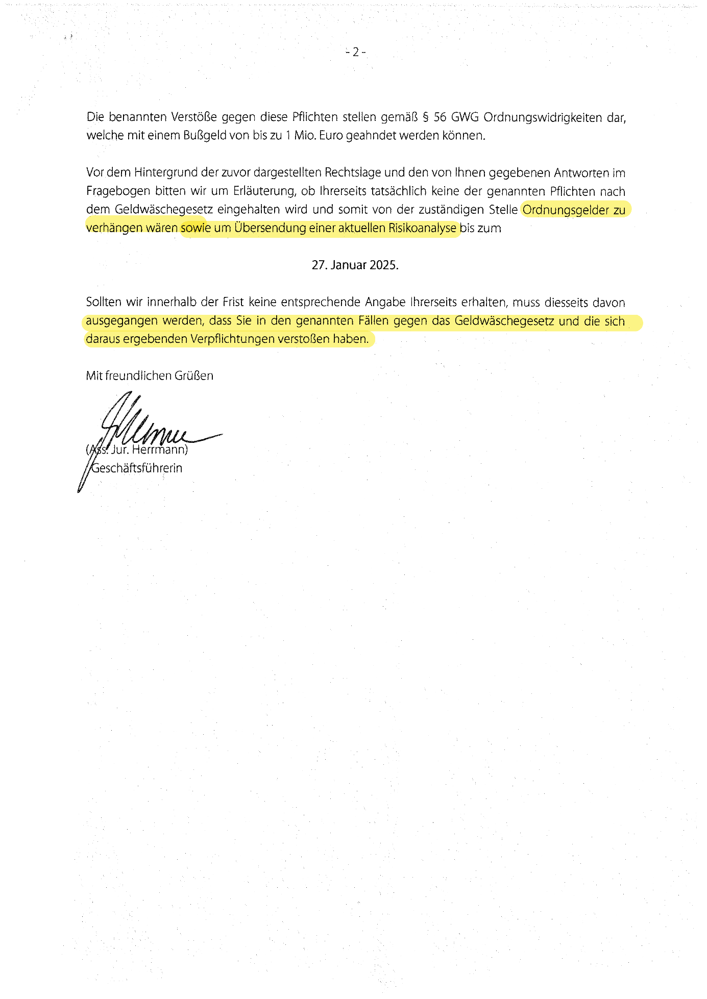 - 2 -
Die benannten Verstöße gegen diese Pflichten stellen gemäß § 56 GWG Ordnungswidrigkeiten dar,
welche mit einem Bußgeld von bis zu 1 Mio. Euro geahndet werden können.
Vor dem Hintergrund der zuvor dargestellten Rechtslage und den von Ihnen gegebenen Antworten im
Fragebogen bitten wir um Erläuterung, ob Ihrerseits tatsächlich keine der genannten Pflichten nach
dem Geldwäschegesetz eingehalten wird und somit von der zuständigen Stelle Ordnungsgelder zu
verhängen wären sowie um Übersendung einer aktuellen Risikoanalyse bis zum
27. Januar 2025.
Sollten wir innerhalb der Frist keine entsprechende Angabe Ihrerseits erhalten, muss diesseits davon
ausgegangen werden, dass Sie in den genannten Fällen gegen das Geldwäschegesetz und die sich
daraus ergebenden Verpflichtungen verstoßen haben.
Mit freundlichen Grüßen
(Ass. Jur. Herrmann)
Geschäftsführerin